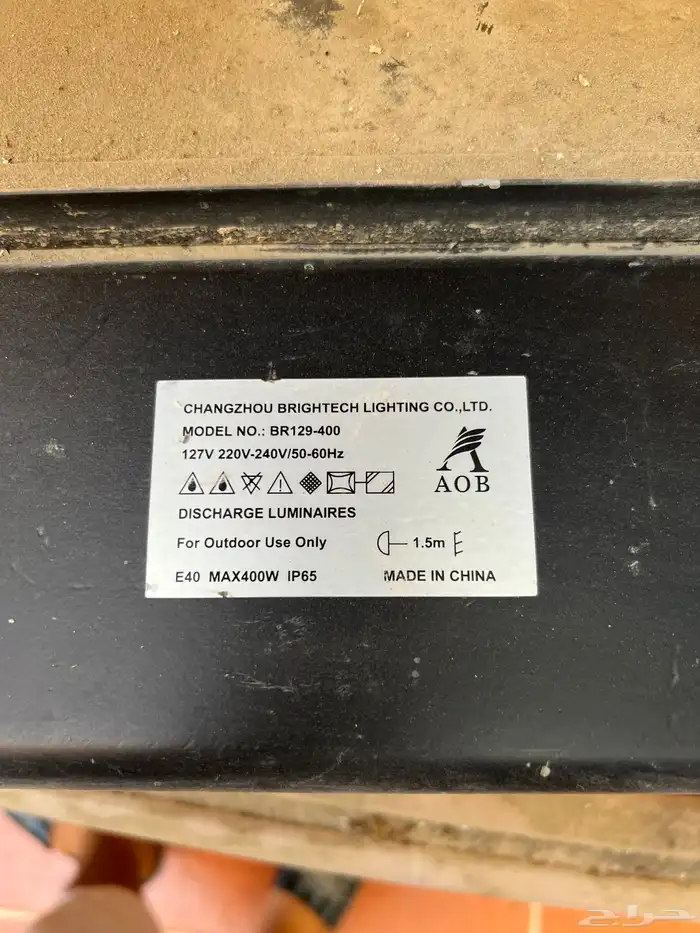 CHANGZHOU BRIGHTECH LIGHTING CO.,LTD.
MODEL NO.: BR129-400
127V 220V-240V/50-60Hz
AOB
DISCHARGE LUMINAIRES
For Outdoor Use Only
1.5m
E40 MAX400W IP65
MADE IN CHINA
حراج